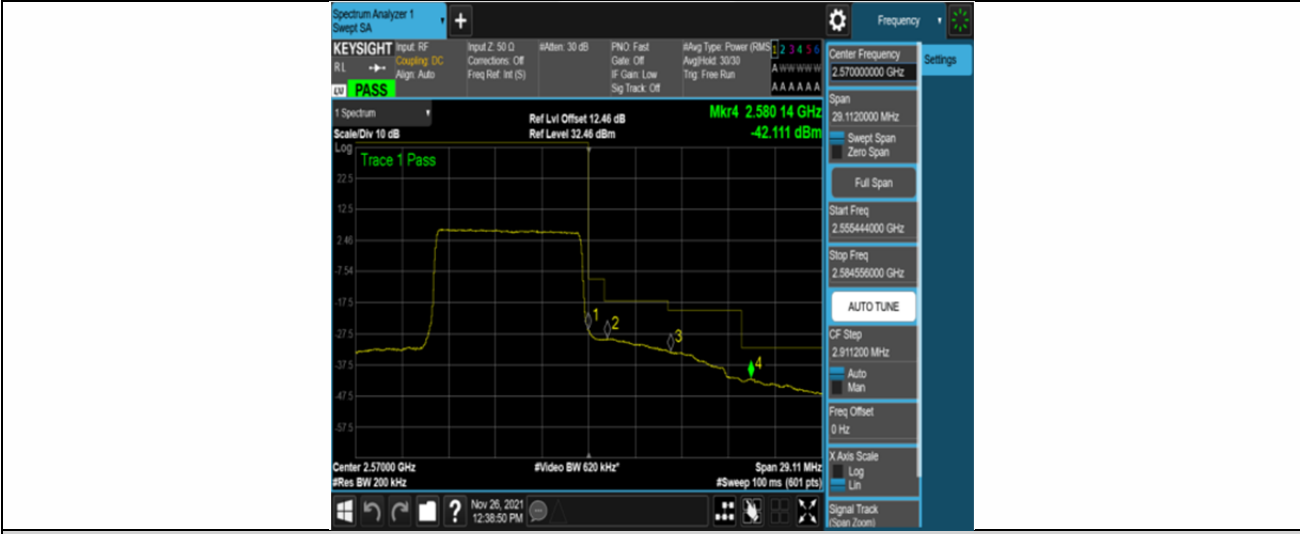 Spectrum Analyzer 1
Swept SA
+
Frequency
KEYSIGHT
RL
Input: RF
Coupling: DC
Align: Auto
Input Z: 50 Ω
Corrections: Off
Freq Ref: Int (S)
#Atten: 30 dB
PNO: Fast
Gate: Off
IF Gain: Low
Sig Track: Off
#Avg Type: Power (RMS
Avg|Hold: 30/30
Trig: Free Run
1 2 3 4 5 6
A W W W W W
A A A A A A
LXI PASS
1 Spectrum
Scale/Div 10 dB
Ref Lvl Offset 12.46 dB
Ref Level 32.46 dBm
Mkr4 2.580 14 GHz
-42.111 dBm
Log
Trace 1 Pass
22.5
12.5
2.46
-7.54
-17.5
-27.5
-37.5
-47.5
-57.5
1
2
3
4
Center 2.57000 GHz
#Res BW 200 kHz
#Video BW 620 kHz*
Span 29.11 MHz
#Sweep 100 ms (601 pts)
?
Nov 26, 2021
12:38:50 PM
Center Frequency
2.570000000 GHz
Settings
Span
29.1120000 MHz
Swept Span
Zero Span
Full Span
Start Freq
2.555444000 GHz
Stop Freq
2.584556000 GHz
AUTO TUNE
CF Step
2.911200 MHz
Auto
Man
Freq Offset
0 Hz
X Axis Scale
Log
Lin
Signal Track
(Span Zoom)